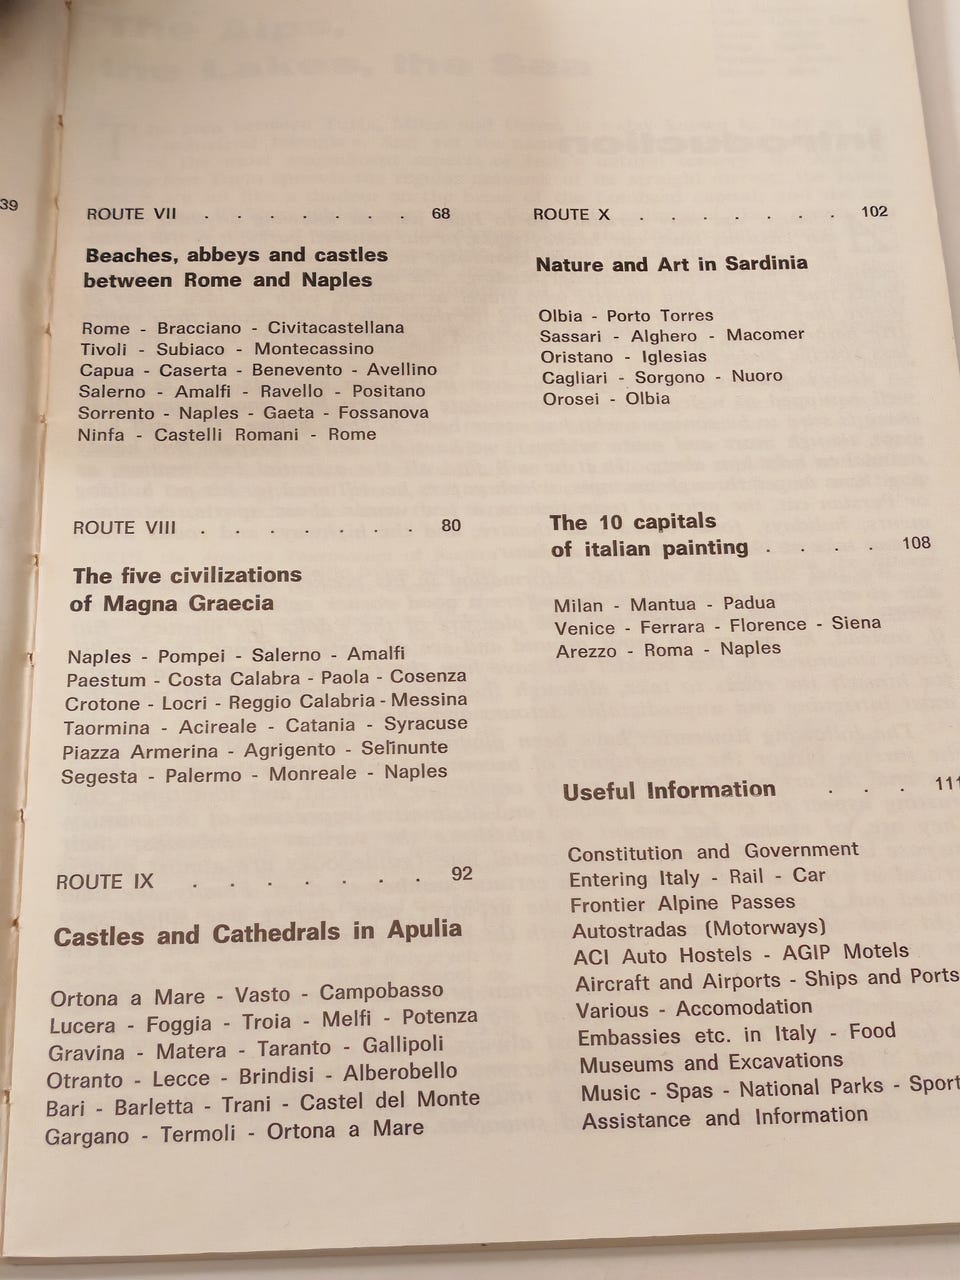 39
ROUTE VII . . . . . . . 68
Beaches, abbeys and castles
between Rome and Naples
Rome - Bracciano - Civitacastellana
Tivoli - Subiaco - Montecassino
Capua - Caserta - Benevento - Avellino
Salerno - Amalfi - Ravello - Positano
Sorrento - Naples - Gaeta - Fossanova
Ninfa - Castelli Romani - Rome
ROUTE VIII . . . . . . . 80
The five civilizations
of Magna Graecia
Naples - Pompei - Salerno - Amalfi
Paestum - Costa Calabra - Paola - Cosenza
Crotone - Locri - Reggio Calabria - Messina
Taormina - Acireale - Catania - Syracuse
Piazza Armerina - Agrigento - Selinunte
Segesta - Palermo - Monreale - Naples
ROUTE IX . . . . . . . 92
Castles and Cathedrals in Apulia
Ortona a Mare - Vasto - Campobasso
Lucera - Foggia - Troia - Melfi - Potenza
Gravina - Matera - Taranto - Gallipoli
Otranto - Lecce - Brindisi - Alberobello
Bari - Barletta - Trani - Castel del Monte
Gargano - Termoli - Ortona a Mare
ROUTE X . . . . . . . 102
Nature and Art in Sardinia
Olbia - Porto Torres
Sassari - Alghero - Macomer
Oristano - Iglesias
Cagliari - Sorgono - Nuoro
Orosei - Olbia
The 10 capitals
of italian painting . . . . 108
Milan - Mantua - Padua
Venice - Ferrara - Florence - Siena
Arezzo - Roma - Naples
Useful Information . . . 111
Constitution and Government
Entering Italy - Rail - Car
Frontier Alpine Passes
Autostradas (Motorways)
ACI Auto Hostels - AGIP Motels
Aircraft and Airports - Ships and Ports
Various - Accomodation
Embassies etc. in Italy - Food
Museums and Excavations
Music - Spas - National Parks - Sport
Assistance and Information